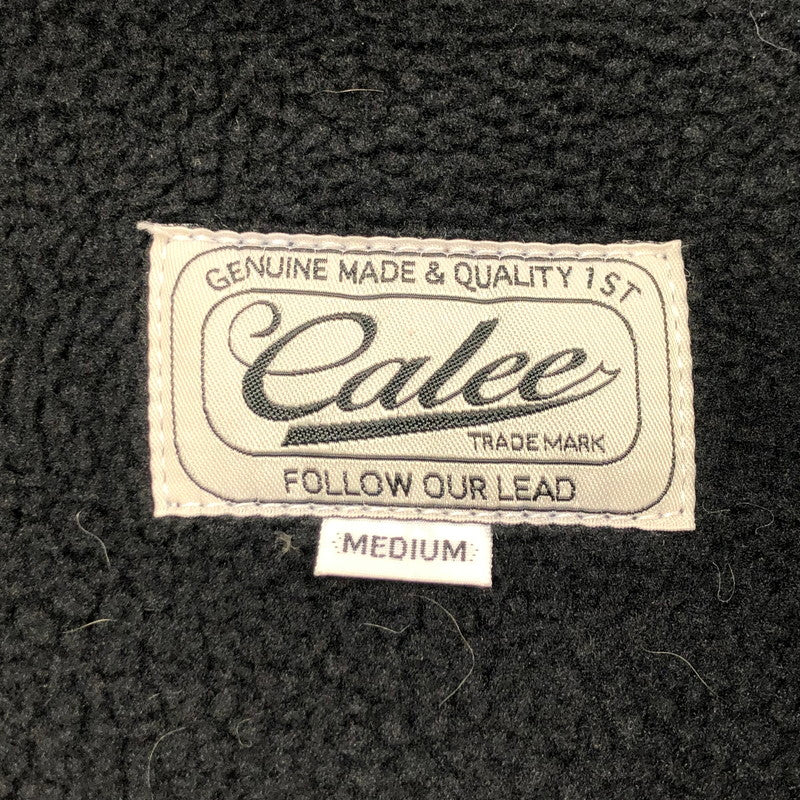 GENUINE MADE & QUALITY 1ST
Calee
TRADE MARK
FOLLOW OUR LEAD
MEDIUM